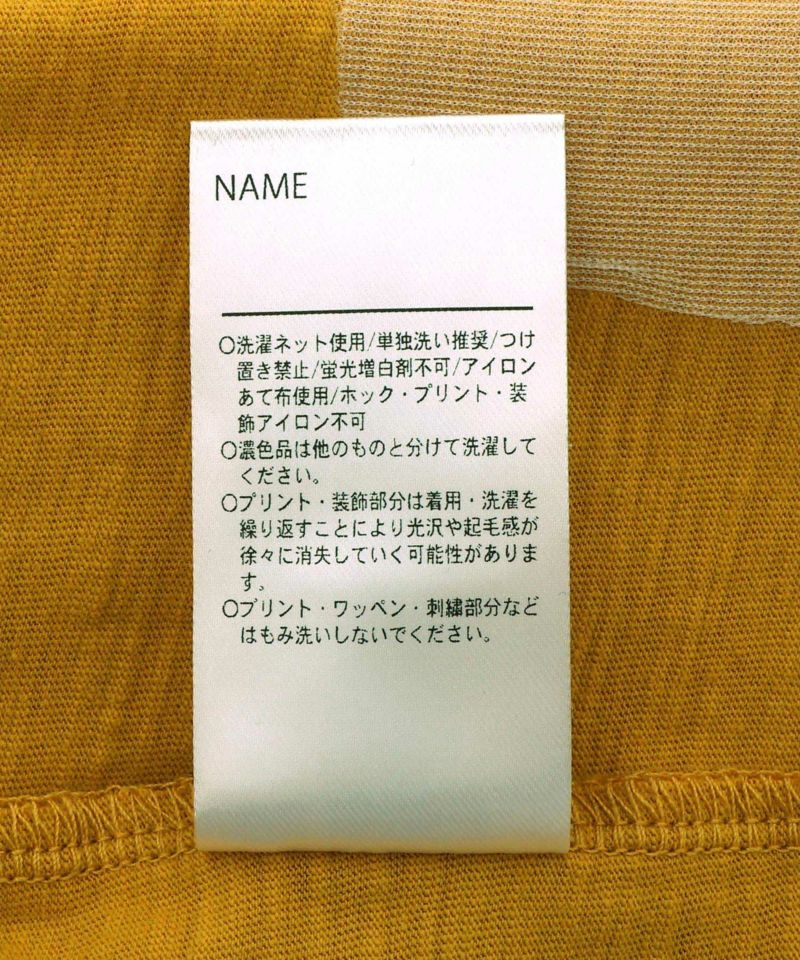 NAME
〇洗濯ネット使用/単独洗い推奨/つけ
置き禁止/蛍光増白剤不可/アイロン
あて布使用/ホック・プリント・装
飾アイロン不可
〇濃色品は他のものと分けて洗濯して
ください。
〇プリント・装飾部分は着用・洗濯を
繰り返すことにより光沢や起毛感が
徐々に消失していく可能性がありま
す。
〇プリント・ワッペン・刺繍部分など
はもみ洗いしないでください。